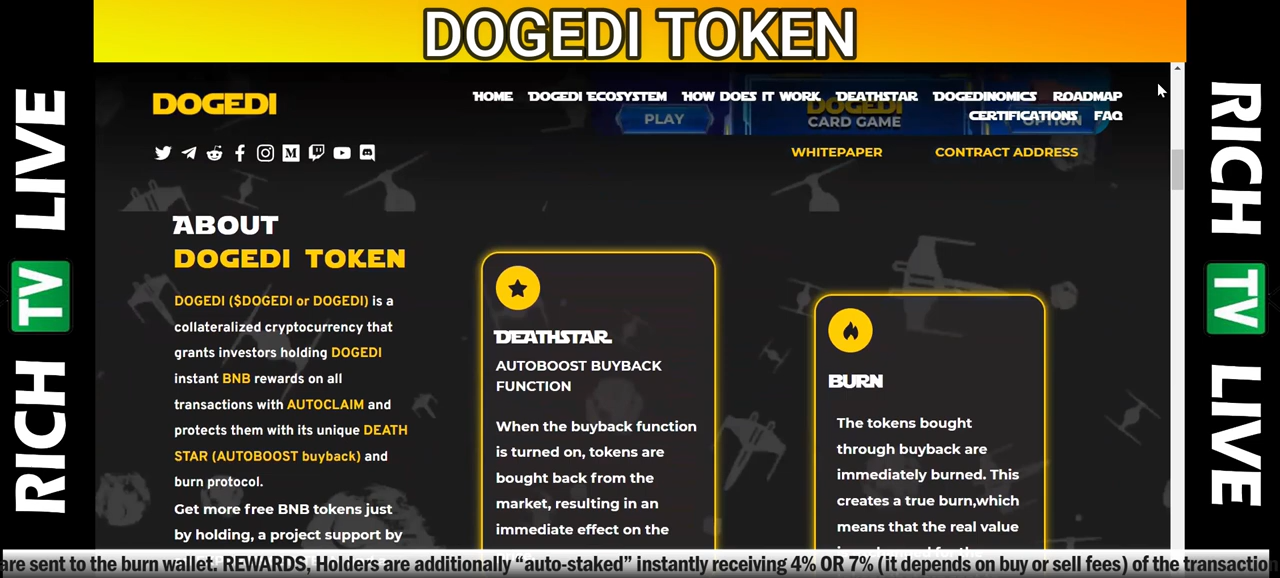 DOGEDI TOKEN
RICH TV LIVE
DOGEDI
HOME DOGEDI ECOSYSTEM HOW DOES IT WORK DEATHSTAR DOGEDINOMICS ROADMAP
CERTIFICATIONS FAQ
PLAY
DOGEDI
CARD GAME
OPTION
WHITEPAPER CONTRACT ADDRESS
ABOUT
DOGEDI TOKEN
DOGEDI ($DOGEDI or DOGEDI) is a
collateralized cryptocurrency that
grants investors holding DOGEDI
instant BNB rewards on all
transactions with AUTOCLAIM and
protects them with its unique DEATH
STAR (AUTOBOOST buyback) and
burn protocol.
Get more free BNB tokens just
by holding, a project support by
DEATHSTAR
AUTOBOOST BUYBACK
FUNCTION
When the buyback function
is turned on, tokens are
bought back from the
market, resulting in an
immediate effect on the
BURN
The tokens bought
through buyback are
immediately burned. This
creates a true burn,which
means that the real value
RICH TV LIVE
are sent to the burn wallet. REWARDS, Holders are additionally “auto-staked” instantly receiving 4% OR 7% (it depends on buy or sell fees) of the transactio